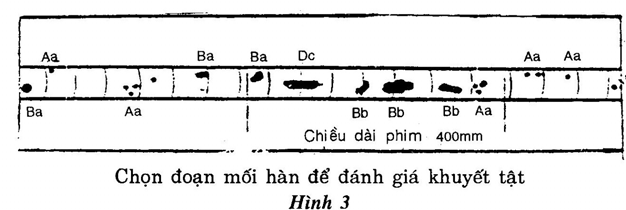 Aa Ba Ba Dc Aa Aa
Ba Aa Bb Bb Bb Aa
Chiều dài phim 400mm
Chọn đoạn mối hàn để đánh giá khuyết tật
Hình 3